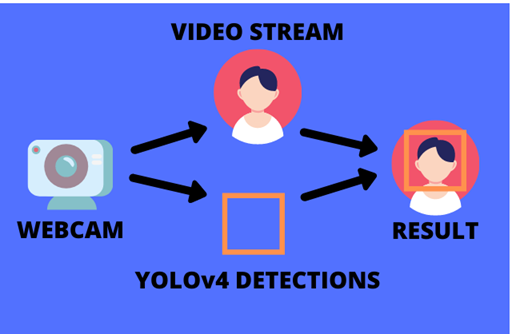 VIDEO STREAM
WEBCAM
RESULT
YOLOv4 DETECTIONS